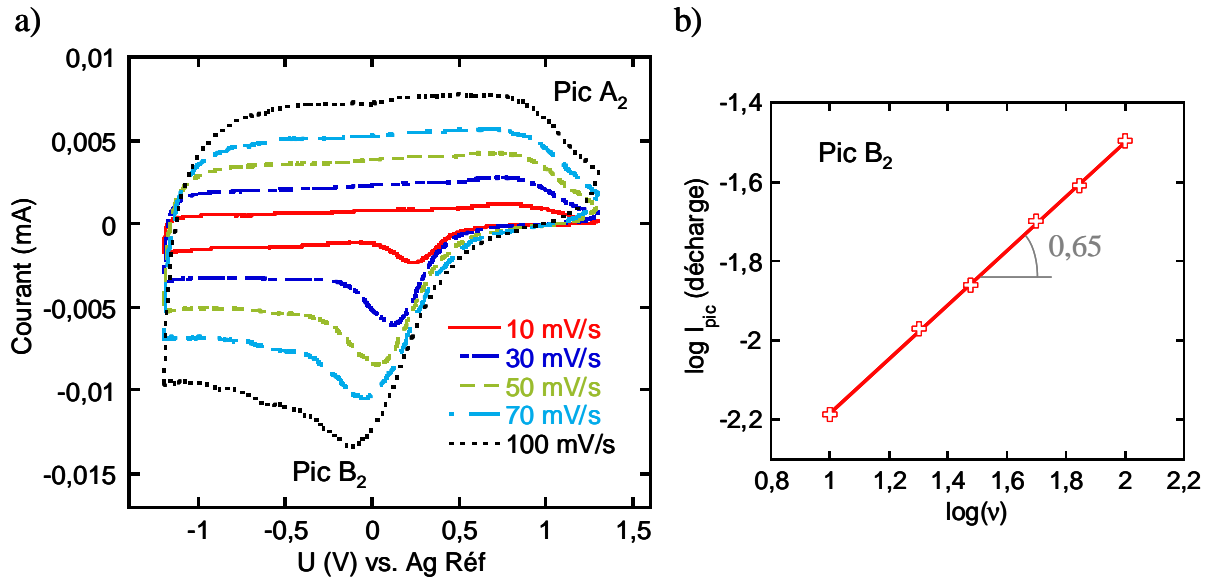 a)
0,01
0,005
0
-0,005
-0,01
-0,015
Courant (mA)
-1
-0,5
0
0,5
1
1,5
U (V) vs. Ag Réf
Pic A2
Pic B2
10 mV/s
30 mV/s
50 mV/s
70 mV/s
100 mV/s
b)
-1,4
-1,6
-1,8
-2
-2,2
log Ipic (décharge)
Pic B2
0,65
0,8
1
1,2
1,4
1,6
1,8
2
2,2
log(ν)